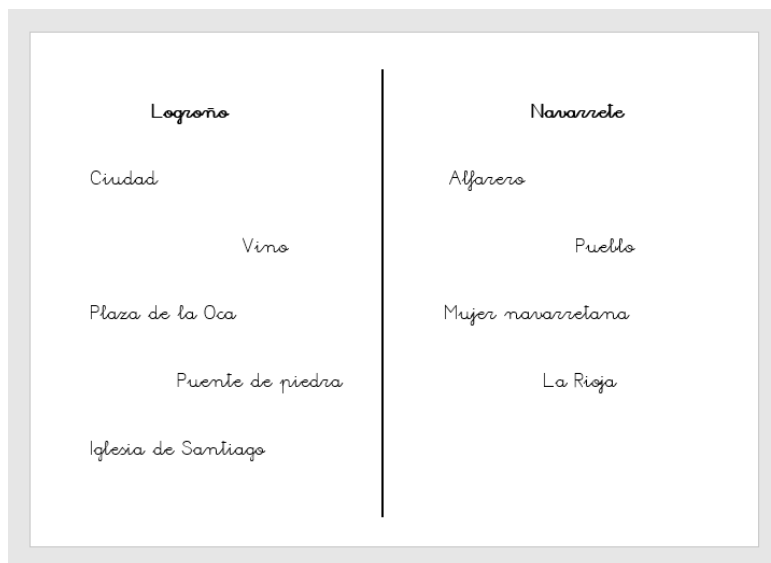 Logroño
Ciudad
Vino
Plaza de la Oca
Puente de piedra
Iglesia de Santiago
Navarrete
Alfarero
Pueblo
Mujer navarretana
La Rioja